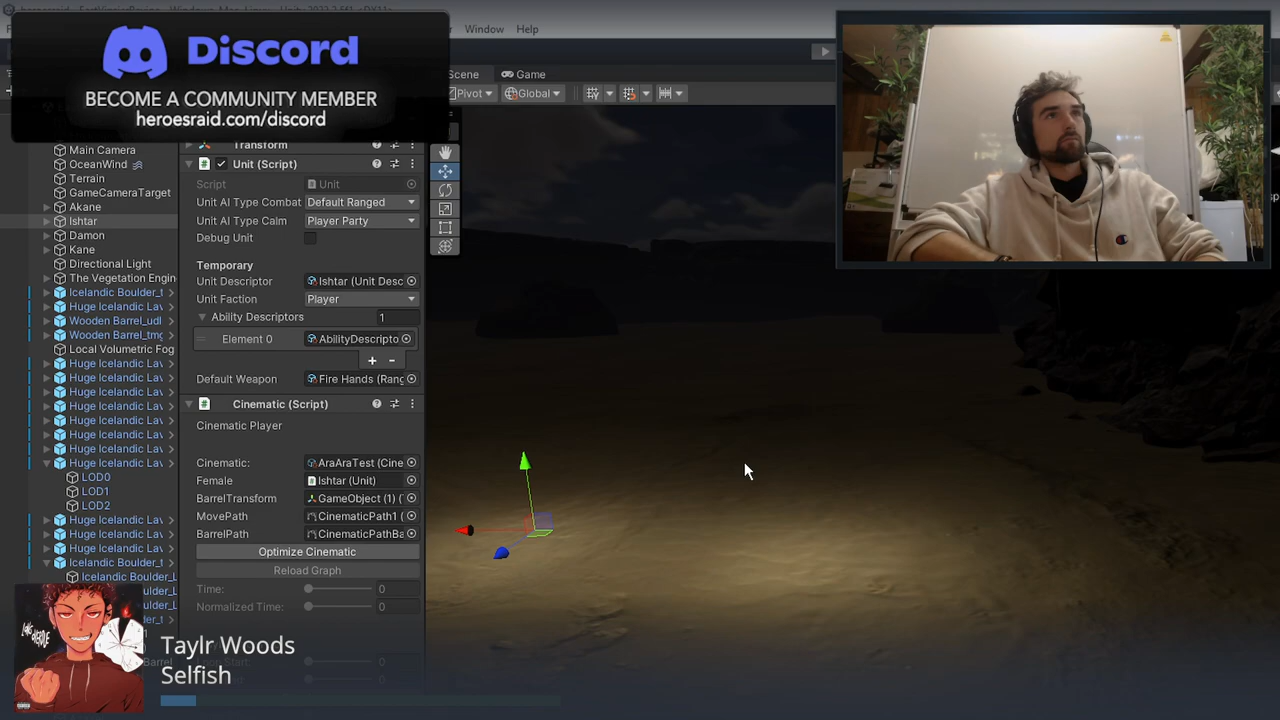 Discord
BECOME A COMMUNITY MEMBER
heroesraid.com/discord
Window
Help
Scene
Game
Pivot
Global
Main Camera
OceanWind
Terrain
GameCameraTarget
Akane
Ishtar
Damon
Kane
Directional Light
The Vegetation Engin
Icelandic Boulder_t
Huge Icelandic Lav
Wooden Barrel_udl
Wooden Barrel_tmg
Local Volumetric Fog
Huge Icelandic Lav
Huge Icelandic Lav
Huge Icelandic Lav
Huge Icelandic Lav
Huge Icelandic Lav
Huge Icelandic Lav
Huge Icelandic Lav
Huge Icelandic Lav
LOD0
LOD1
LOD2
Huge Icelandic Lav
Huge Icelandic Lav
Huge Icelandic Lav
Icelandic Boulder_t
Icelandic Boulder_L
Transform
Unit (Script)
Script
Unit
Unit AI Type Combat
Default Ranged
Unit AI Type Calm
Player Party
Debug Unit
Temporary
Unit Descriptor
Ishtar (Unit Desc
Unit Faction
Player
Ability Descriptors
1
Element 0
AbilityDescripto
+ -
Default Weapon
Fire Hands (Rang
Cinematic (Script)
Cinematic Player
Cinematic:
AraAraTest (Cine
Female
Ishtar (Unit)
BarrelTransform
GameObject (1) (
MovePath
CinematicPath1 (
BarrelPath
CinematicPathBa
Optimize Cinematic
Reload Graph
Time:
0
Normalized Time:
0
Taylr Woods
Selfish